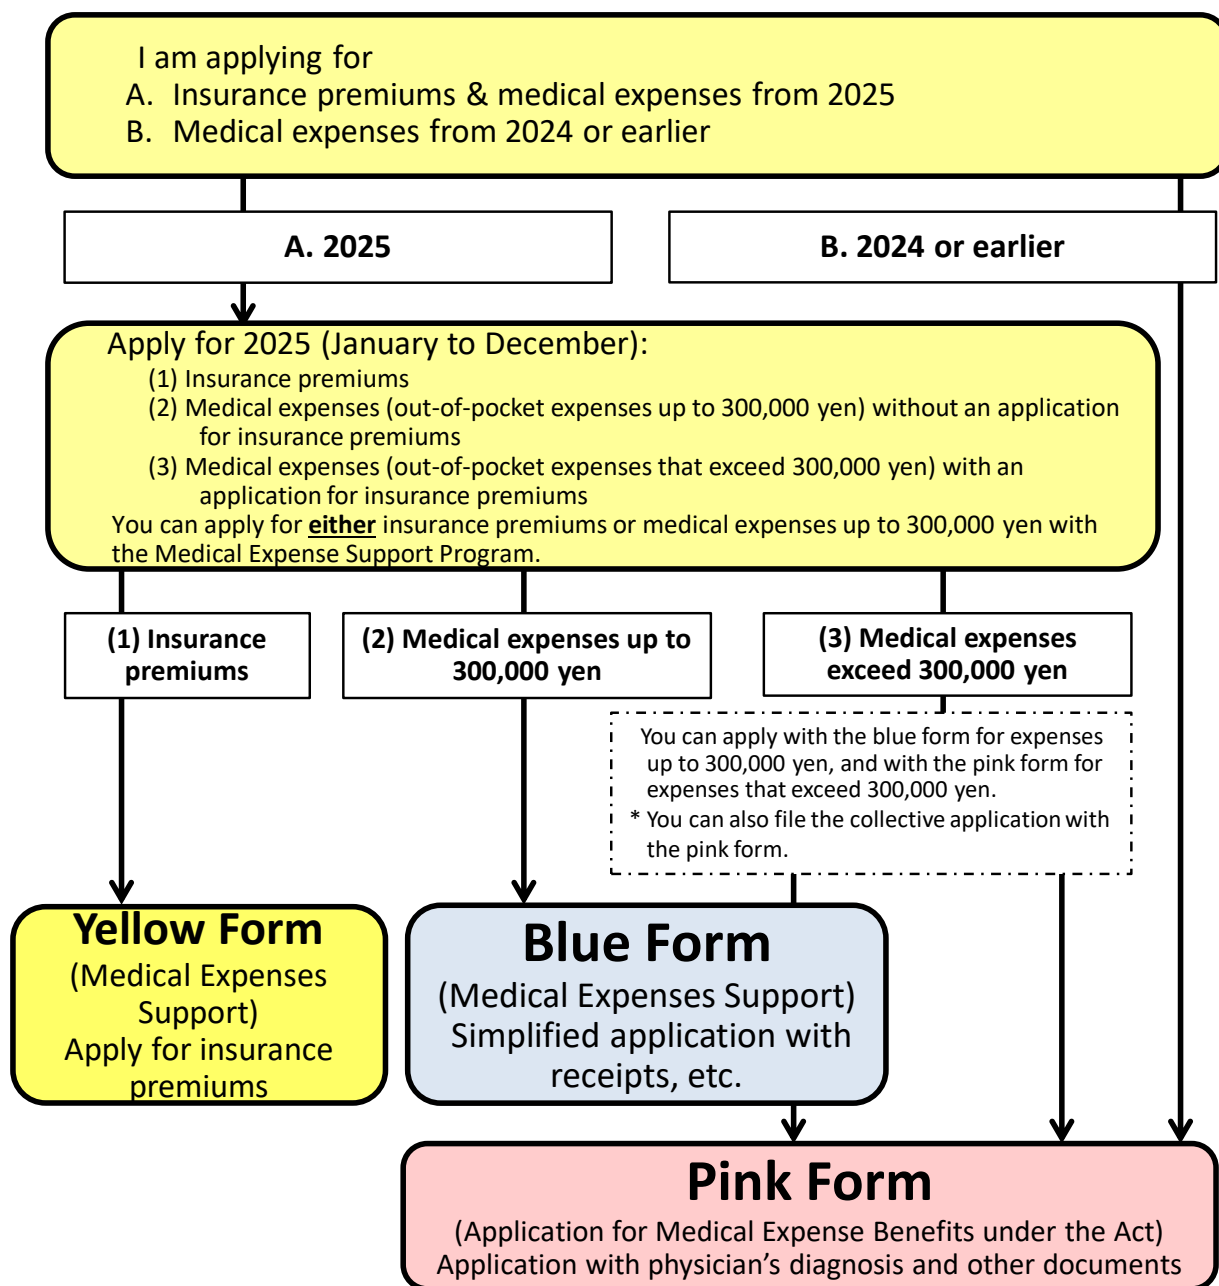 I am applying for
A. Insurance premiums & medical expenses from 2025
B. Medical expenses from 2024 or earlier
A. 2025
B. 2024 or earlier
Apply for 2025 (January to December):
(1) Insurance premiums
(2) Medical expenses (out-of-pocket expenses up to 300,000 yen) without an application
for insurance premiums
(3) Medical expenses (out-of-pocket expenses that exceed 300,000 yen) with an
application for insurance premiums
You can apply for either insurance premiums or medical expenses up to 300,000 yen with
the Medical Expense Support Program.
(1) Insurance
premiums
(2) Medical expenses up to
300,000 yen
(3) Medical expenses
exceed 300,000 yen
You can apply with the blue form for expenses
up to 300,000 yen, and with the pink form for
expenses that exceed 300,000 yen.
* You can also file the collective application with
the pink form.
Yellow Form
(Medical Expenses
Support)
Apply for insurance
premiums
Blue Form
(Medical Expenses Support)
Simplified application with
receipts, etc.
Pink Form
(Application for Medical Expense Benefits under the Act)
Application with physician’s diagnosis and other documents